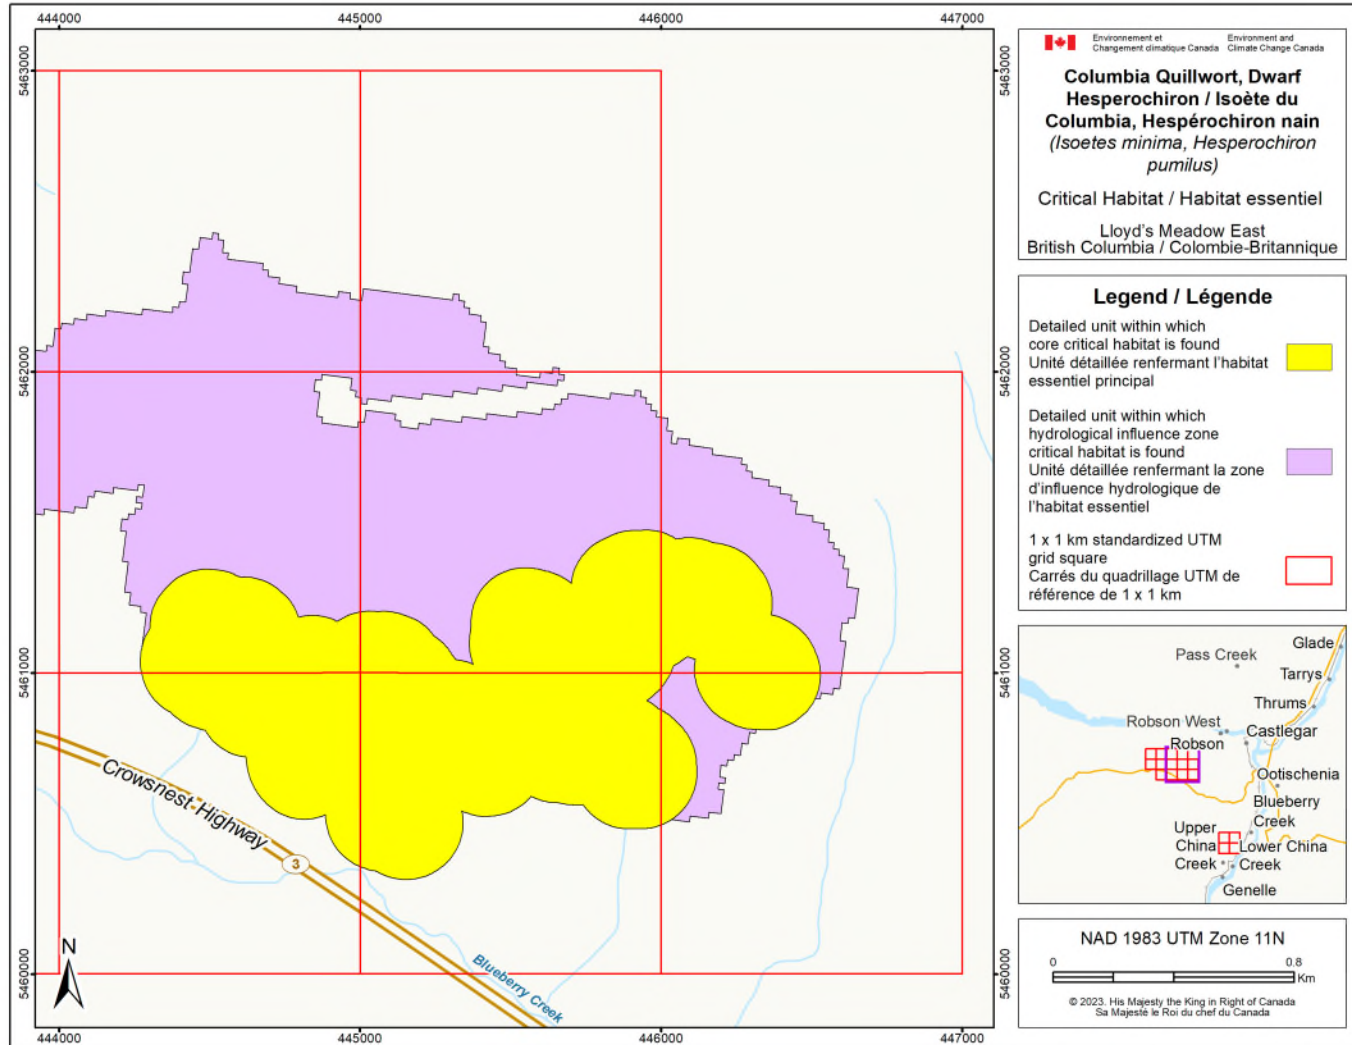 444000 445000 446000 447000
5463000
5462000
5461000
5460000
5463000
5462000
5461000
5460000
444000 445000 446000 447000
Crowsnest Highway
3
Blueberry Creek
N
Environnement et
Changement climatique Canada
Environment and
Climate Change Canada
Columbia Quillwort, Dwarf
Hesperochiron / Isoète du
Columbia, Hespérochiron nain
(Isoetes minima, Hesperochiron
pumilus)
Critical Habitat / Habitat essentiel
Lloyd's Meadow East
British Columbia / Colombie-Britannique
Legend / Légende
Detailed unit within which
core critical habitat is found
Unité détaillée renfermant l'habitat
essentiel principal
Detailed unit within which
hydrological influence zone
critical habitat is found
Unité détaillée renfermant la zone
d'influence hydrologique de
l'habitat essentiel
1 x 1 km standardized UTM
grid square
Carrés du quadrillage UTM de
référence de 1 x 1 km
Glade
Pass Creek
Tarrys
Thrums
Robson West
Castlegar
Robson
Ootischenia
Blueberry
Creek
Upper
China
Creek
Lower China
Creek
Genelle
NAD 1983 UTM Zone 11N
0 0.8
Km
© 2023. His Majesty the King in Right of Canada
Sa Majesté le Roi du chef du Canada